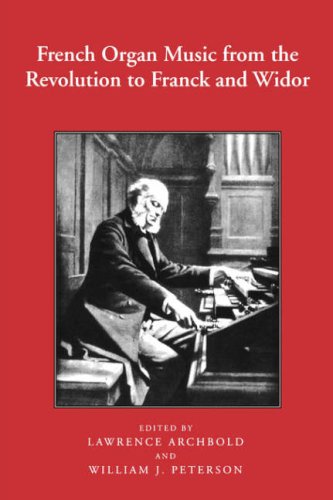 French Organ Music from the
Revolution to Franck and Widor
EDITED BY
LAWRENCE ARCHBOLD
AND
WILLIAM J. PETERSON